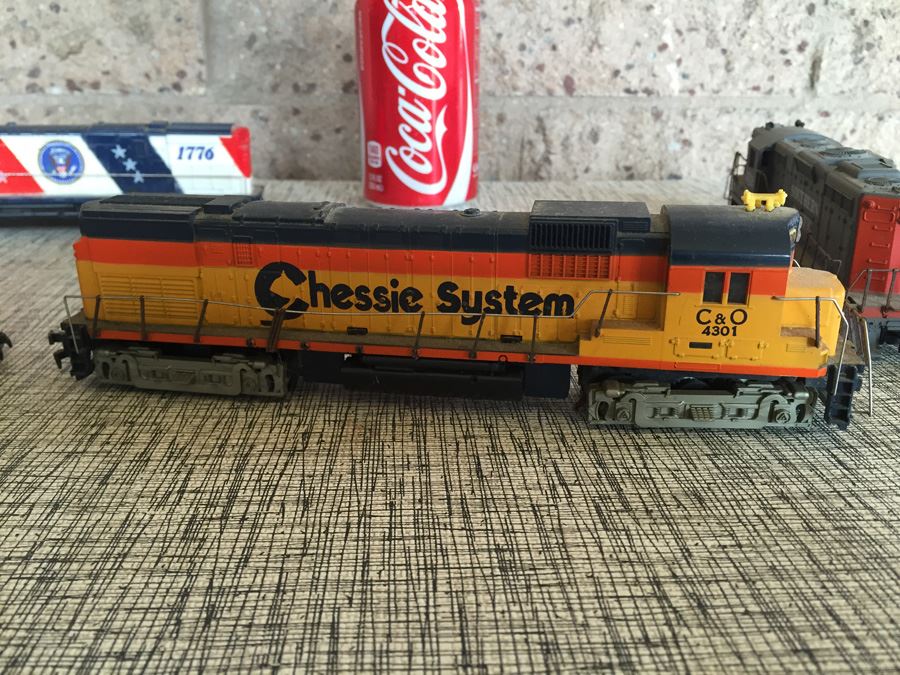 Coca-Cola
1776
Chessie System
C & O
4301